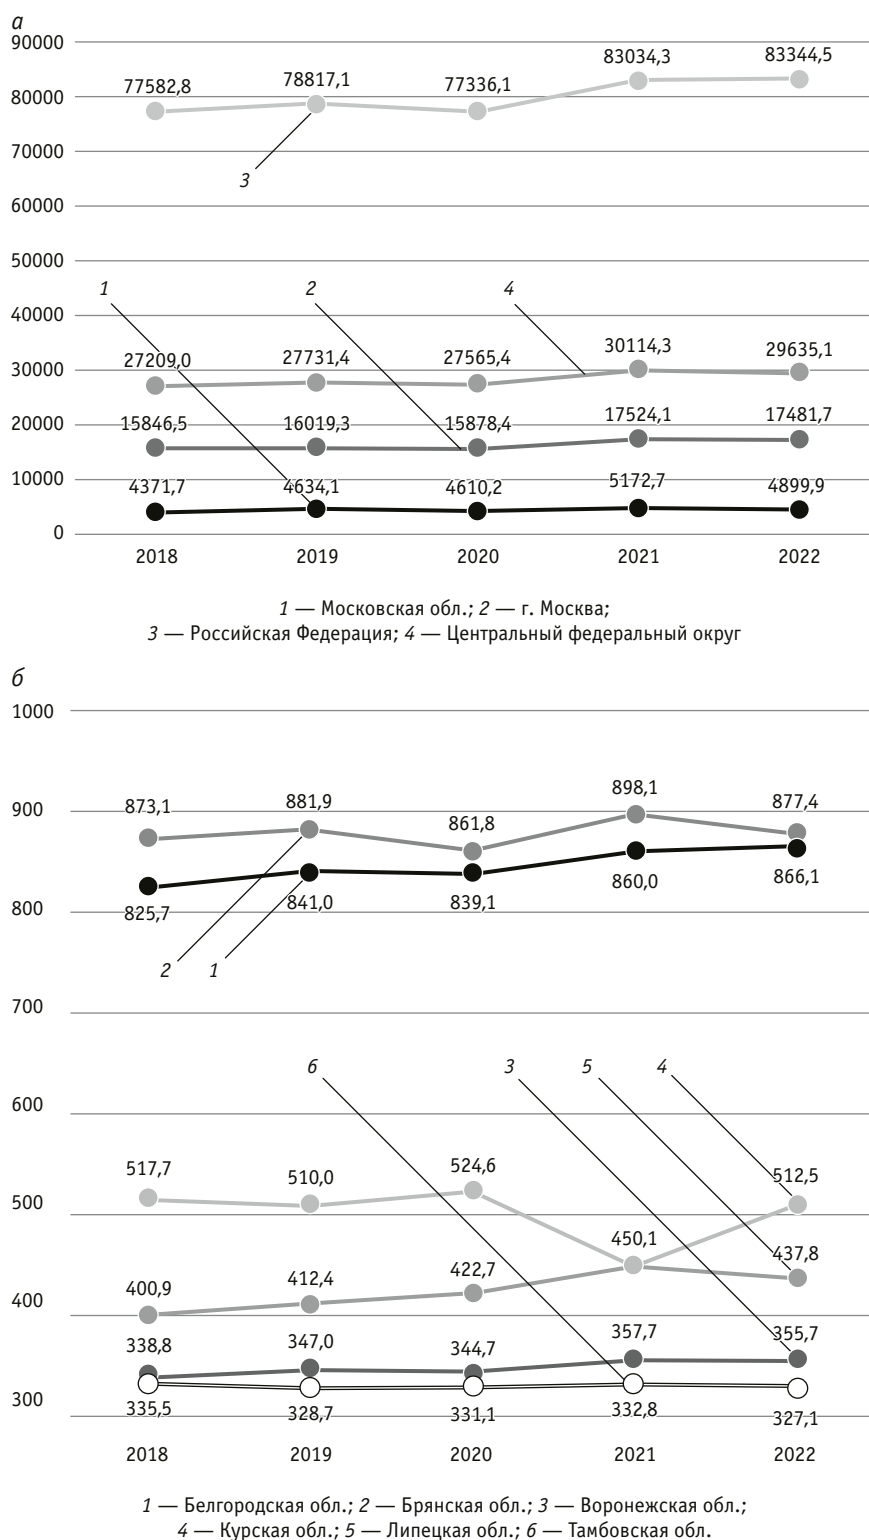 а
90000
83034,3 83344,5
77582,8 78817,1 77336,1
80000
70000
3
60000
50000
1 2 4
40000
27209,0 27731,4 27565,4 30114,3 29635,1
30000
20000
15846,5 16019,3 15878,4 17524,1 17481,7
10000
4371,7 4634,1 4610,2 5172,7 4899,9
0
2018 2019 2020 2021 2022
1 — Московская обл.; 2 — г. Москва;
3 — Российская Федерация; 4 — Центральный федеральный округ
б
1000
900
873,1 881,9 861,8 898,1 877,4
825,7 841,0 839,1 860,0 866,1
800
2 1
700
6 3 5 4
600
517,7 510,0 524,6 512,5
500
450,1
400,9 412,4 422,7 437,8
400
338,8 347,0 344,7 357,7 355,7
300
335,5 328,7 331,1 332,8 327,1
2018 2019 2020 2021 2022
1 — Белгородская обл.; 2 — Брянская обл.; 3 — Воронежская обл.;
4 — Курская обл.; 5 — Липецкая обл.; 6 — Тамбовская обл.